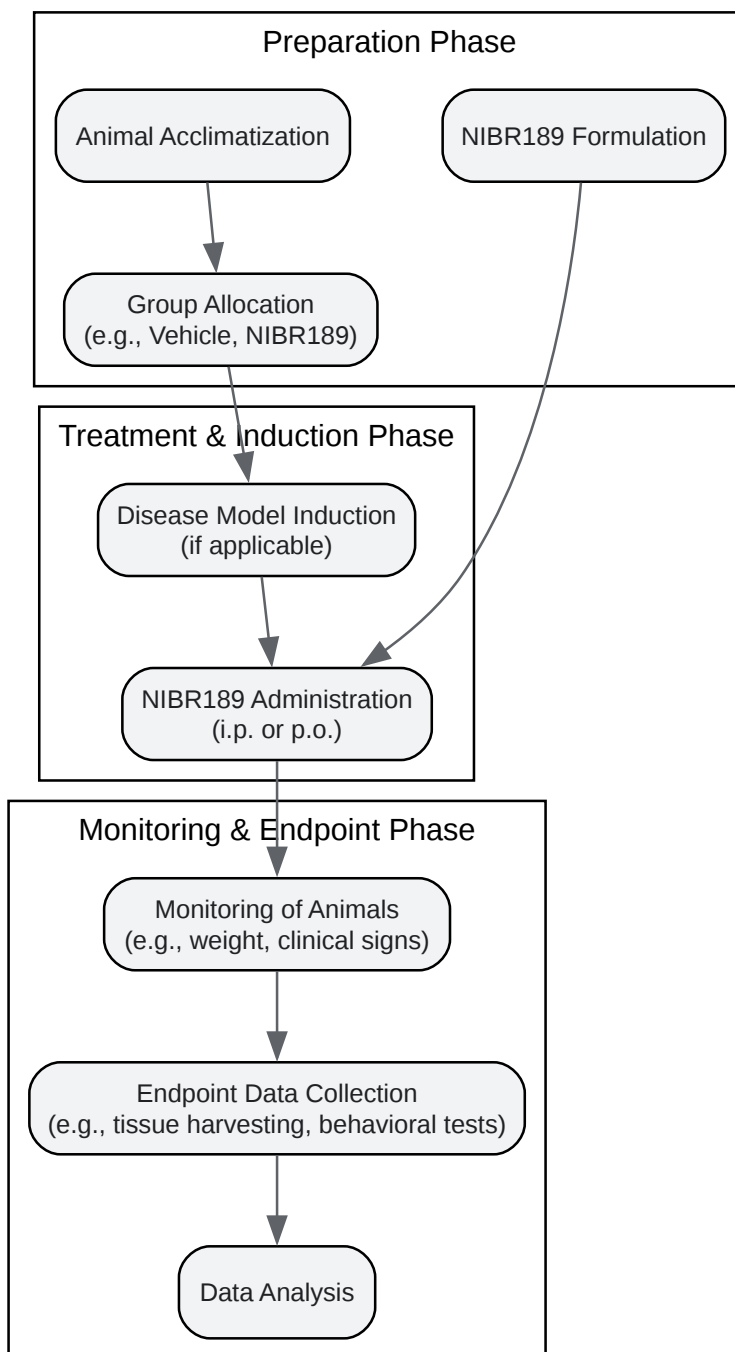 Preparation Phase
Animal Acclimatization
NIBR189 Formulation
Group Allocation
(e.g., Vehicle, NIBR189)
Treatment & Induction Phase
Disease Model Induction
(if applicable)
NIBR189 Administration
(i.p. or p.o.)
Monitoring & Endpoint Phase
Monitoring of Animals
(e.g., weight, clinical signs)
Endpoint Data Collection
(e.g., tissue harvesting, behavioral tests)
Data Analysis